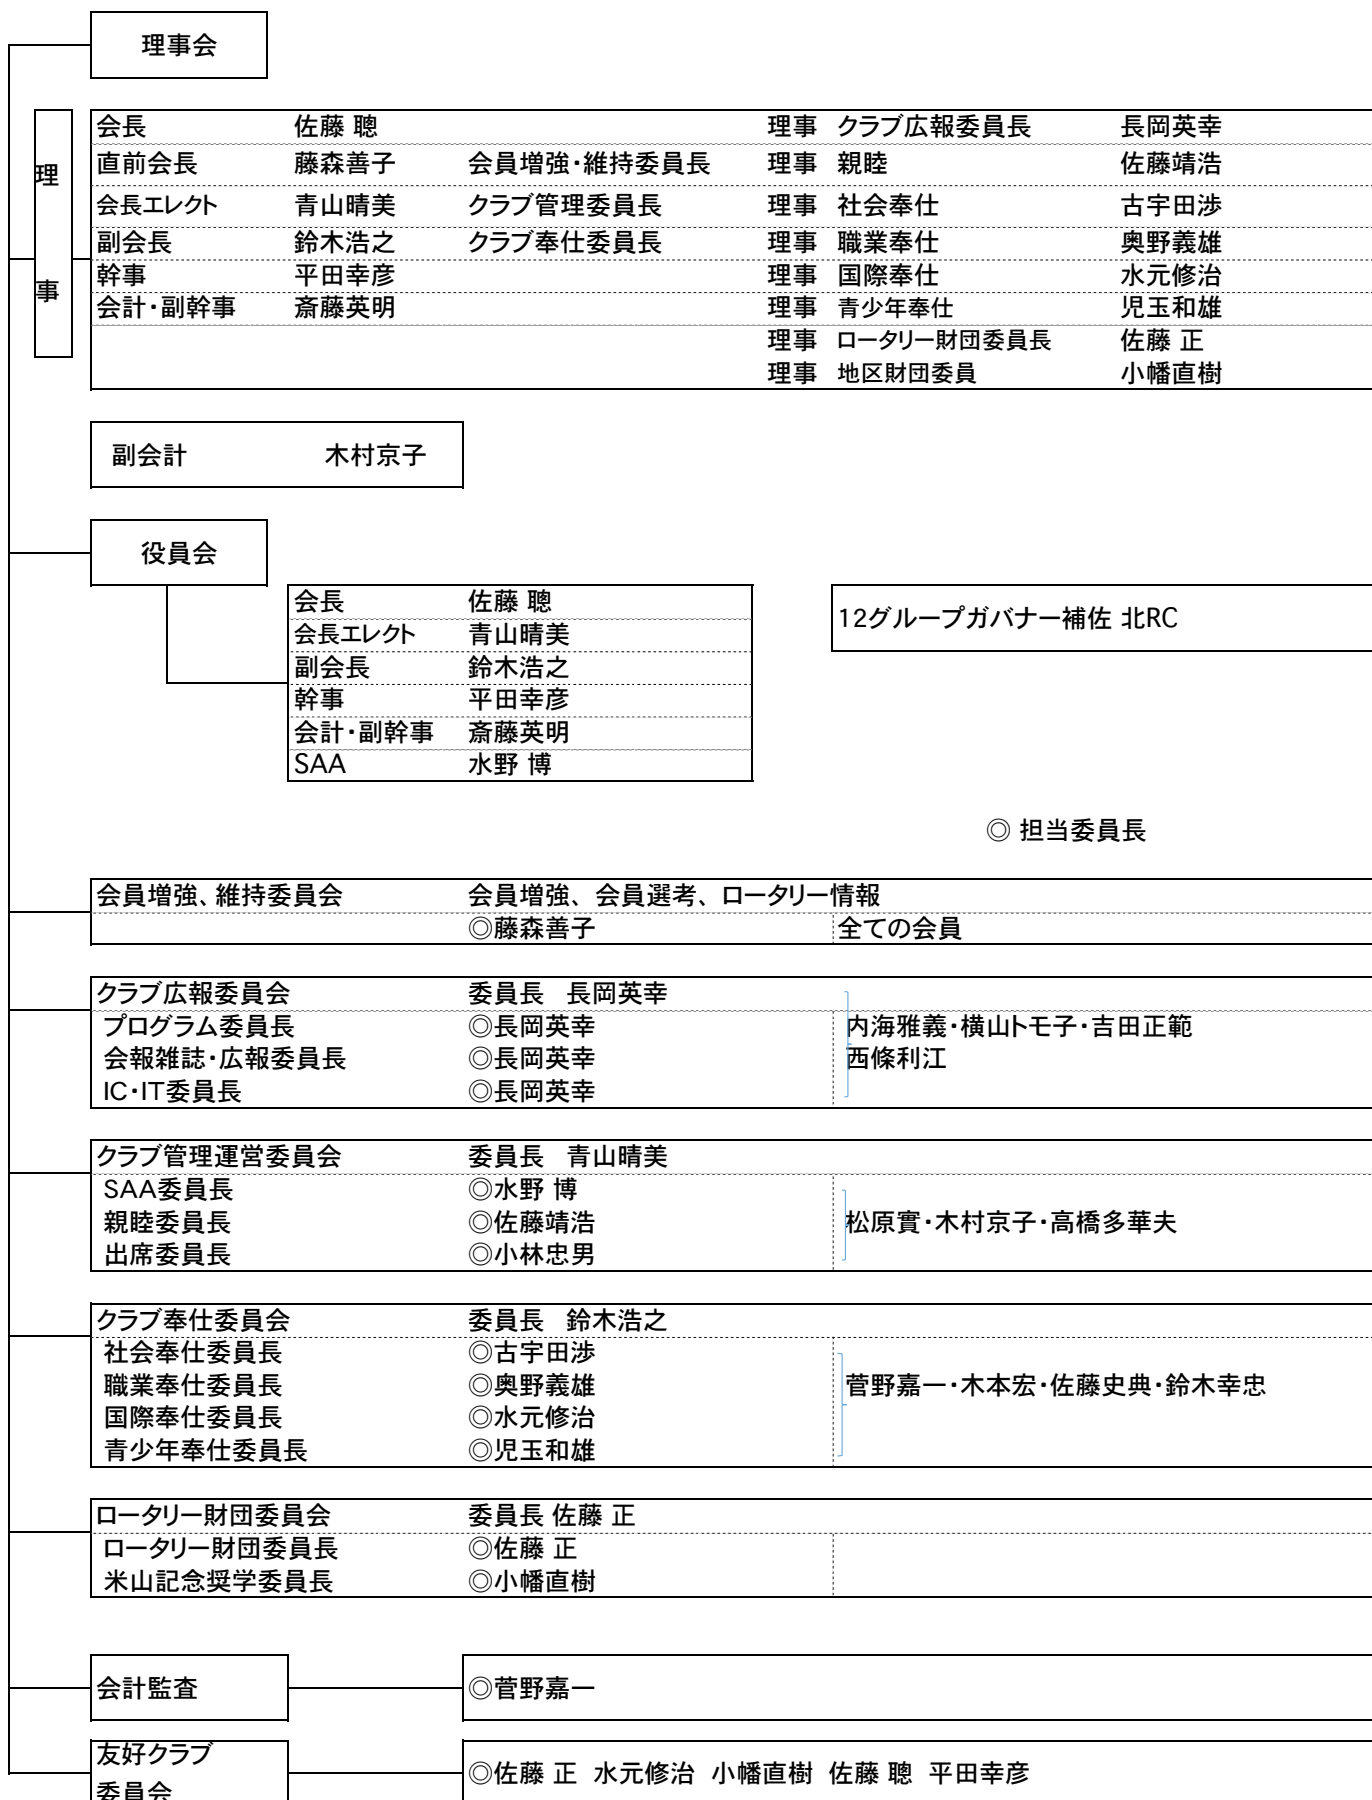 理事会
理
事
会長 佐藤 聰 理事 クラブ広報委員長 長岡英幸
直前会長 藤森善子 会員増強・維持委員長 理事 親睦 佐藤靖浩
会長エレクト 青山晴美 クラブ管理委員長 理事 社会奉仕 古宇田渉
副会長 鈴木浩之 クラブ奉仕委員長 理事 職業奉仕 奥野義雄
幹事 平田幸彦 理事 国際奉仕 水元修治
会計・副幹事 斎藤英明 理事 青少年奉仕 児玉和雄
理事 ロータリー財団委員長 佐藤 正
理事 地区財団委員 小幡直樹
副会計 木村京子
役員会
会長 佐藤 聰
会長エレクト 青山晴美
副会長 鈴木浩之
幹事 平田幸彦
会計・副幹事 斎藤英明
SAA 水野 博
12グループガバナー補佐 北RC
◎ 担当委員長
会員増強、維持委員会 会員増強、会員選考、ロータリー情報
◎藤森善子 全ての会員
クラブ広報委員会 委員長 長岡英幸
プログラム委員長 ◎長岡英幸 内海雅義・横山トモ子・吉田正範
会報雑誌・広報委員長 ◎長岡英幸 西條利江
IC・IT委員長 ◎長岡英幸
クラブ管理運営委員会 委員長 青山晴美
SAA委員長 ◎水野 博
親睦委員長 ◎佐藤靖浩 松原實・木村京子・高橋多華夫
出席委員長 ◎小林忠男
クラブ奉仕委員会 委員長 鈴木浩之
社会奉仕委員長 ◎古宇田渉
職業奉仕委員長 ◎奥野義雄 菅野嘉一・木本宏・佐藤史典・鈴木幸忠
国際奉仕委員長 ◎水元修治
青少年奉仕委員長 ◎児玉和雄
ロータリー財団委員会 委員長 佐藤 正
ロータリー財団委員長 ◎佐藤 正
米山記念奨学委員長 ◎小幡直樹
会計監査 ◎菅野嘉一
友好クラブ
委員会
◎佐藤 正 水元修治 小幡直樹 佐藤 聰 平田幸彦